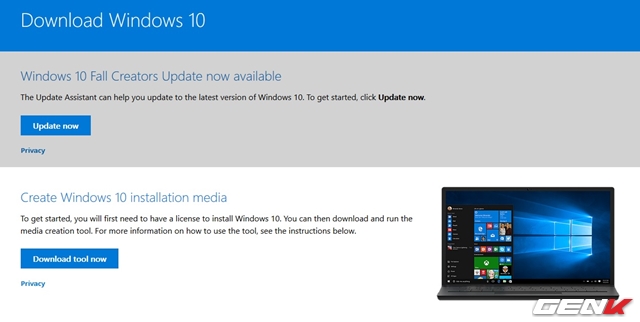 Download Windows 10
Windows 10 Fall Creators Update now available
The Update Assistant can help you update to the latest version of Windows 10. To get started, click Update now.
Update now
Privacy
Create Windows 10 installation media
To get started, you will first need to have a license to install Windows 10. You can then download and run the
media creation tool. For more information on how to use the tool, see the instructions below.
Download tool now
Privacy
GENK